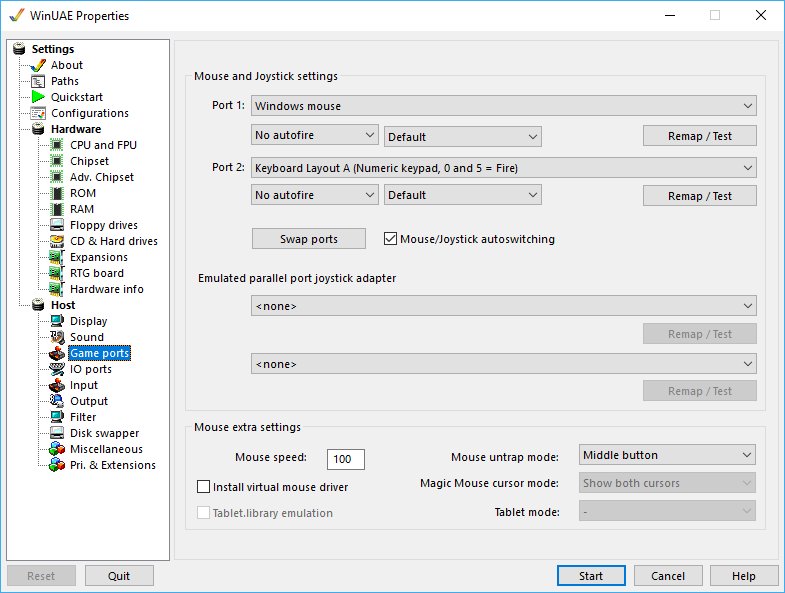 WinUAE Properties
Settings
About
Paths
Quickstart
Configurations
Hardware
CPU and FPU
Chipset
Adv. Chipset
ROM
RAM
Floppy drives
CD & Hard drives
Expansions
RTG board
Hardware info
Host
Display
Sound
Game ports
IO ports
Input
Output
Filter
Disk swapper
Miscellaneous
Pri. & Extensions
Mouse and Joystick settings
Port 1: Windows mouse
No autofire Default Remap / Test
Port 2: Keyboard Layout A (Numeric keypad, 0 and 5 = Fire)
No autofire Default Remap / Test
Swap ports Mouse/Joystick autoswitching
Emulated parallel port joystick adapter
<none>
Remap / Test
<none>
Remap / Test
Mouse extra settings
Mouse speed: 100 Mouse untrap mode: Middle button
Install virtual mouse driver Magic Mouse cursor mode: Show both cursors
Tablet.library emulation Tablet mode: -
Reset Quit Start Cancel Help